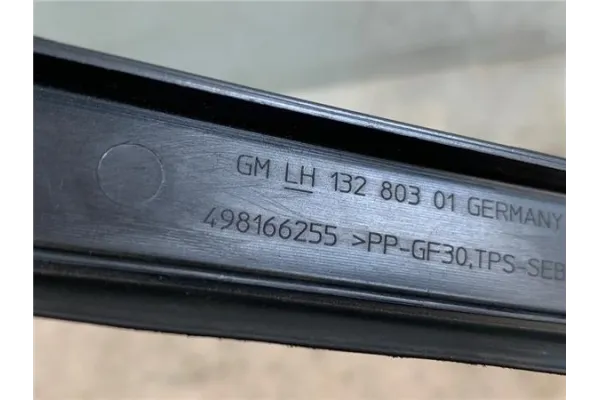 GM LH 132 803 01 GERMANY
498166255 >PP-GF30,TPS-SEB